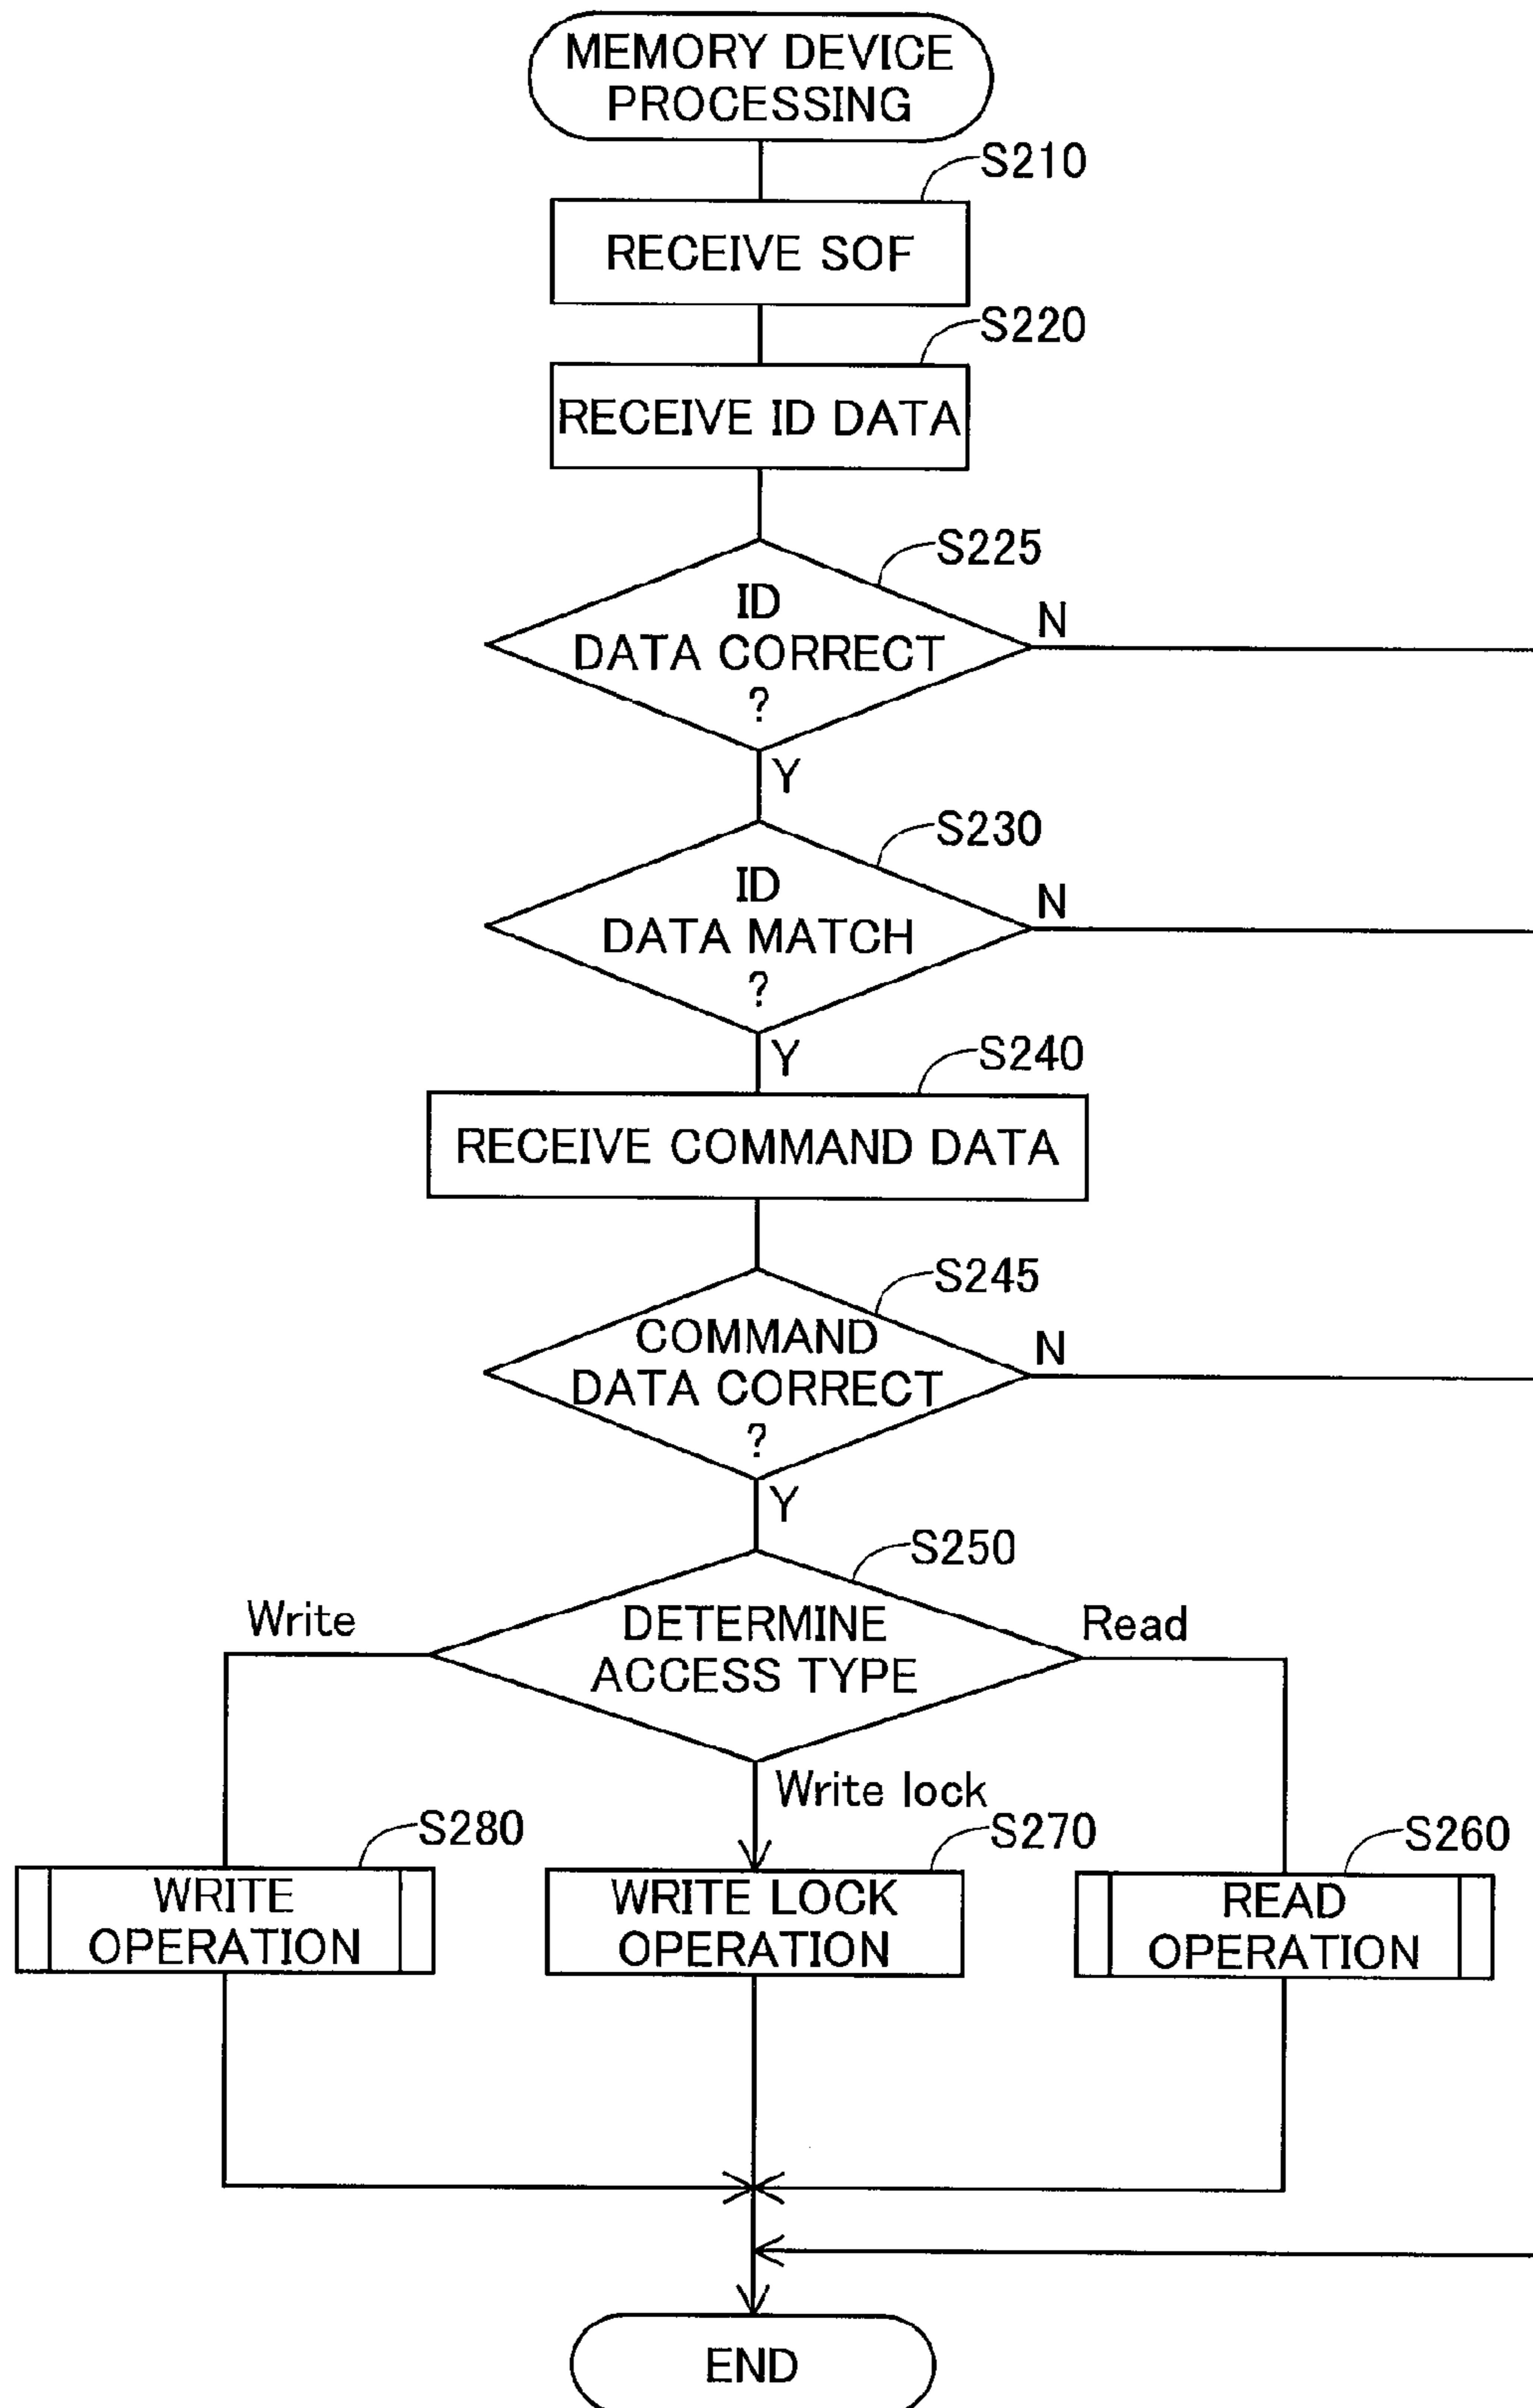 MEMORY DEVICE
PROCESSING
S210
RECEIVE SOF
S220
RECEIVE ID DATA
S225
ID
DATA CORRECT
?
N
Y
S230
ID
DATA MATCH
?
N
Y
S240
RECEIVE COMMAND DATA
S245
COMMAND
DATA CORRECT
?
N
Y
S250
DETERMINE
ACCESS TYPE
Write
Read
Write lock
S280
WRITE
OPERATION
S270
WRITE LOCK
OPERATION
S260
READ
OPERATION
END